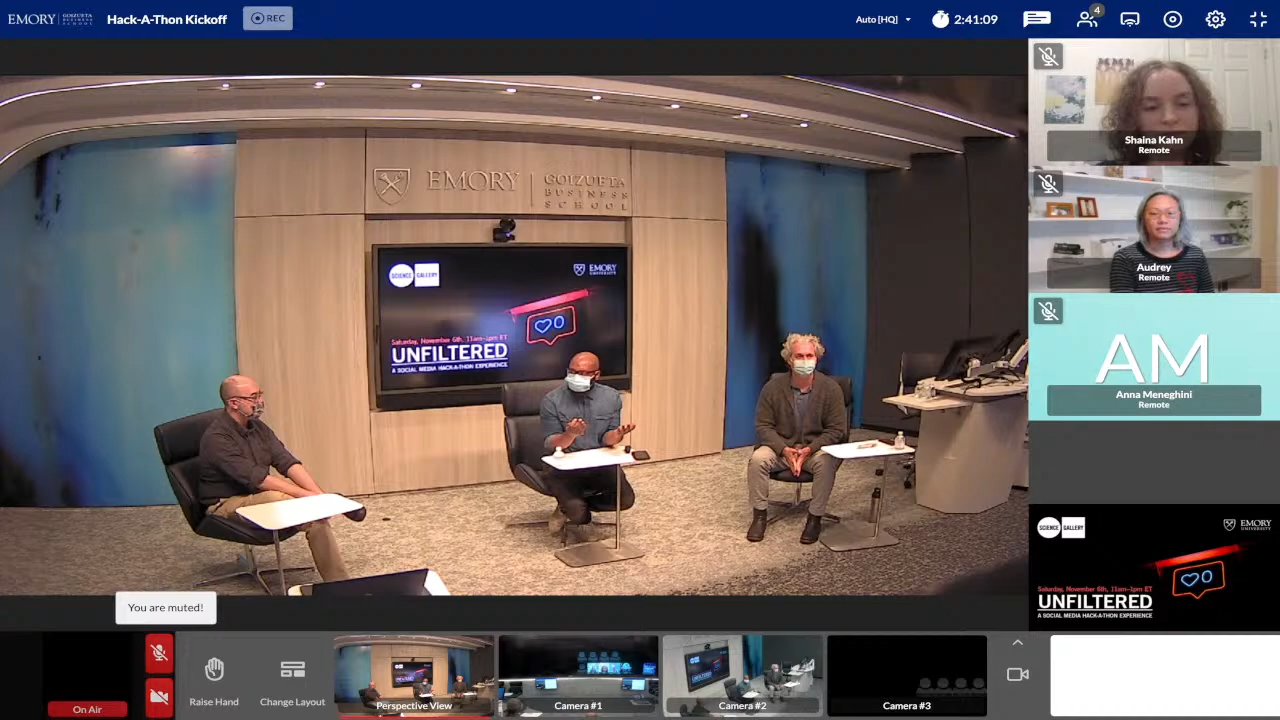 EMORY GOIZUETA
BUSINESS
SCHOOL
Hack-A-Thon Kickoff
REC
Auto [HQ]
2:41:09
4
EMORY GOIZUETA
BUSINESS
SCHOOL
SCIENCE GALLERY
EMORY
UNIVERSITY
0
Saturday, November 6th, 11am-1pm ET
UNFILTERED
A SOCIAL MEDIA HACK-A-THON EXPERIENCE
Shaina Kahn
Remote
Audrey
Remote
AM
Anna Meneghini
Remote
SCIENCE GALLERY
EMORY
UNIVERSITY
0
Saturday, November 6th, 11am-1pm ET
UNFILTERED
A SOCIAL MEDIA HACK-A-THON EXPERIENCE
You are muted!
On Air
Raise Hand
Change Layout
Perspective View
Camera #1
Camera #2
Camera #3